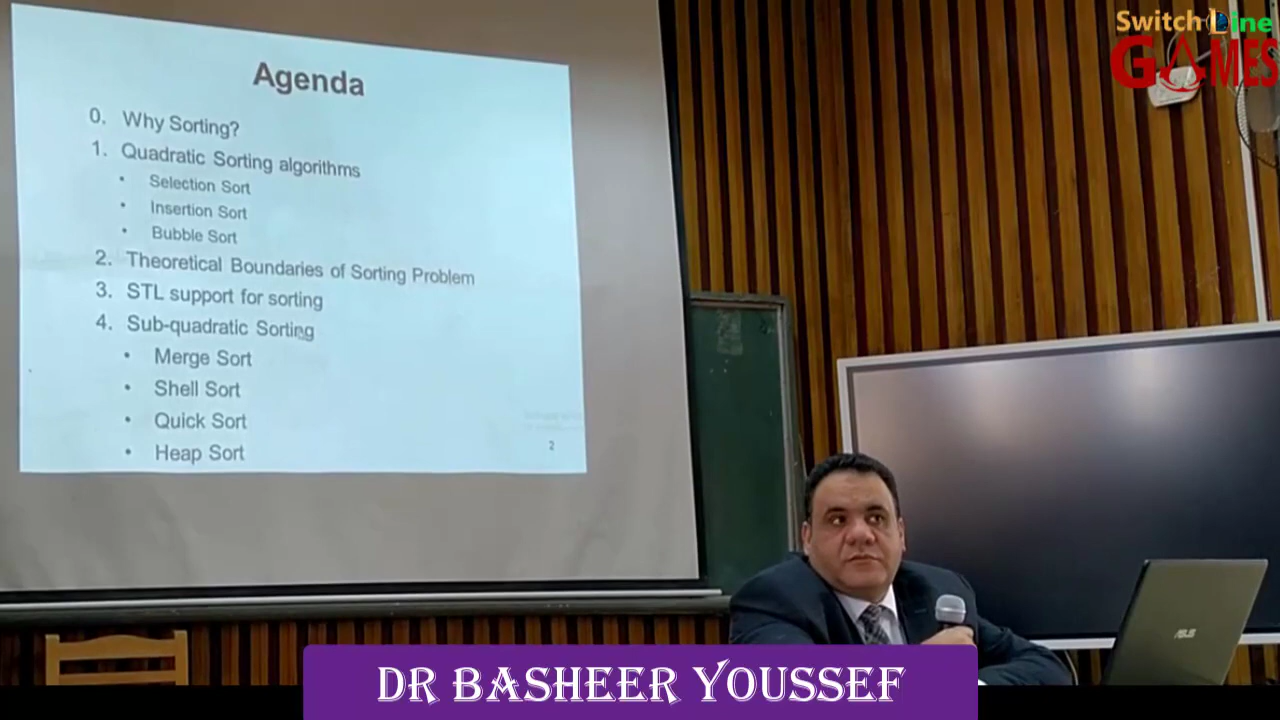 Switch Line
GAMES
Agenda
0. Why Sorting?
1. Quadratic Sorting algorithms
• Selection Sort
• Insertion Sort
• Bubble Sort
2. Theoretical Boundaries of Sorting Problem
3. STL support for sorting
4. Sub-quadratic Sorting
• Merge Sort
• Shell Sort
• Quick Sort
• Heap Sort
2
ASUS
DR BASHEER YOUSSEF